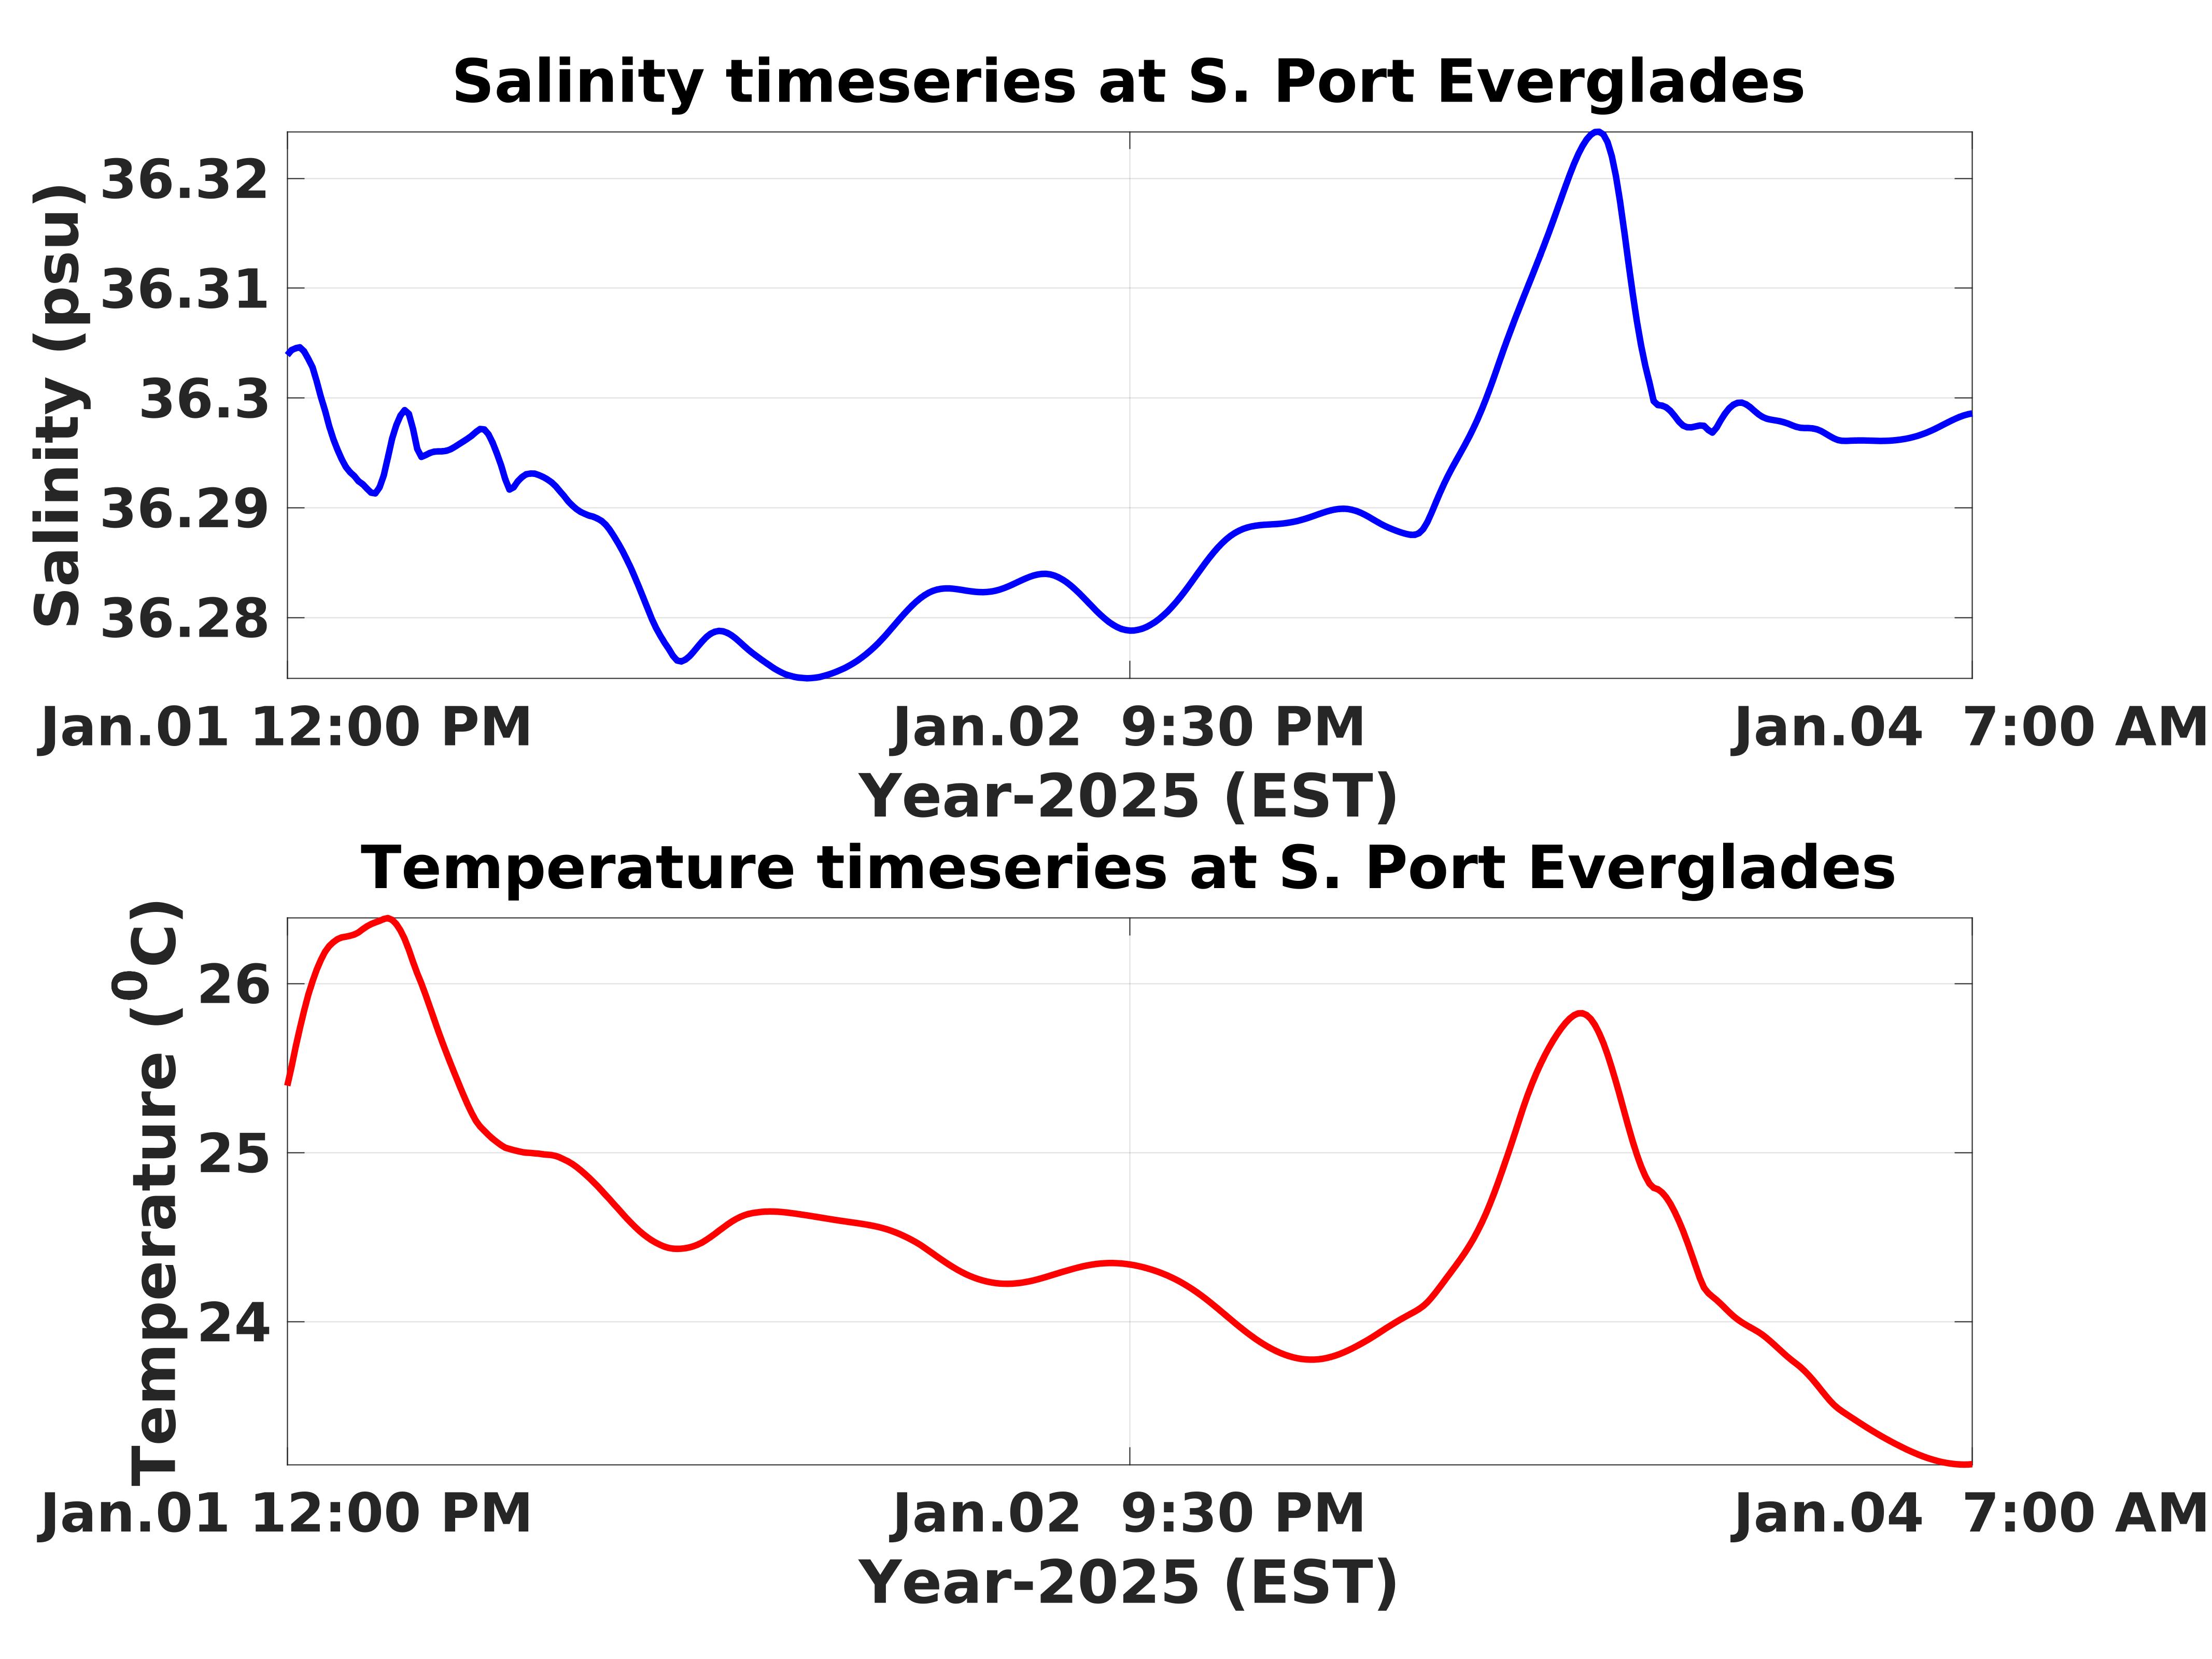 Salinity timeseries at S. Port Everglades
Salinity (psu)
36.32
36.31
36.3
36.29
36.28
Jan.01 12:00 PM
Jan.02  9:30 PM
Jan.04  7:00 AM
Year-2025 (EST)
Temperature timeseries at S. Port Everglades
Temperature (⁰C)
26
25
24
Jan.01 12:00 PM
Jan.02  9:30 PM
Jan.04  7:00 AM
Year-2025 (EST)